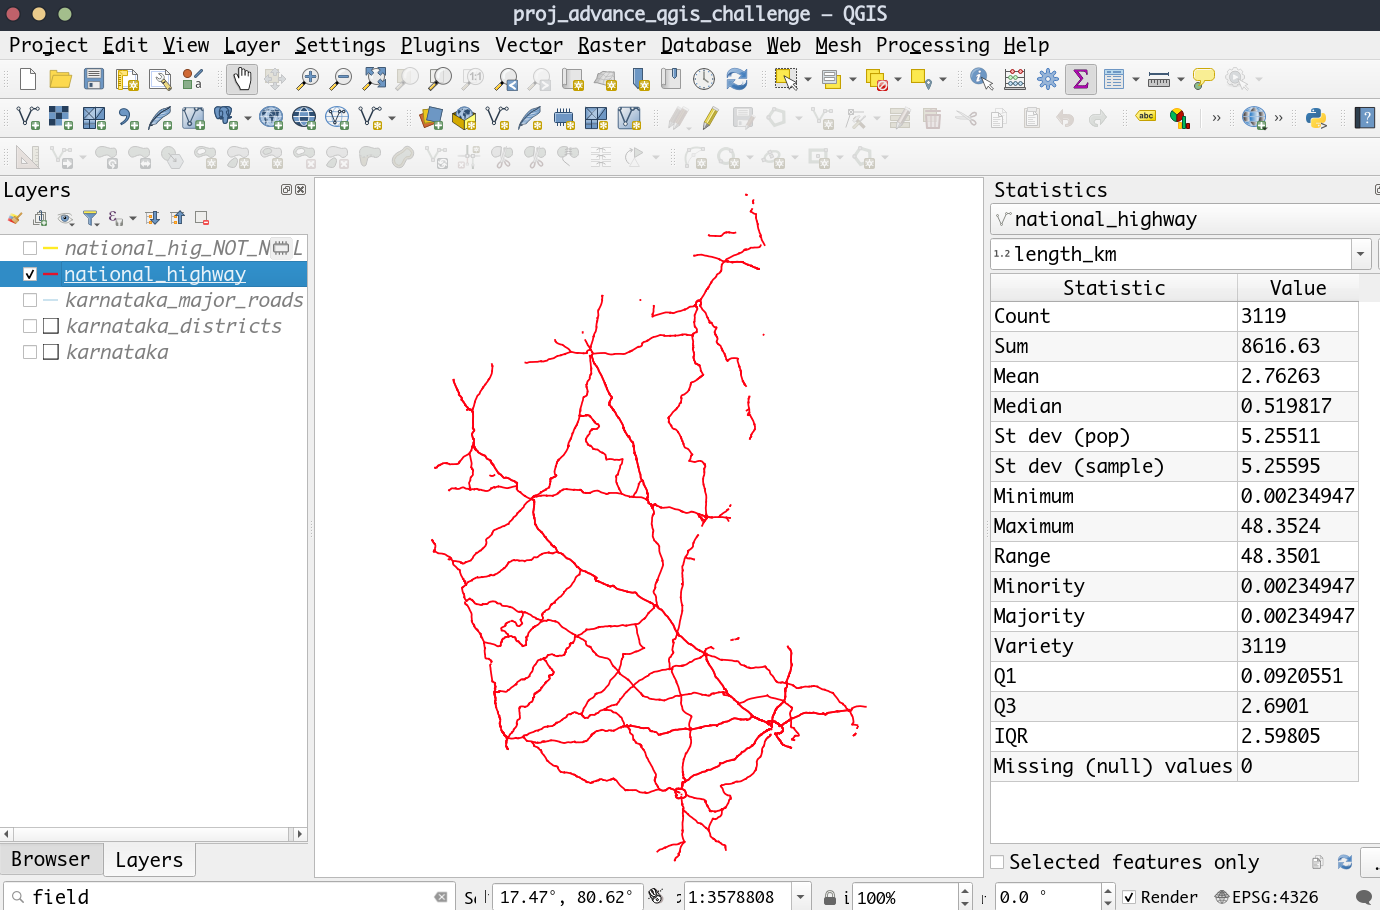 proj_advance_qgis_challenge — QGIS
Project Edit View Layer Settings Plugins Vector Raster Database Web Mesh Processing Help
abc
Layers
national_hig_NOT_N L
national_highway
karnataka_major_roads
karnataka_districts
karnataka
Browser Layers
Statistics
national_highway
1.2 length_km
Statistic Value
Count 3119
Sum 8616.63
Mean 2.76263
Median 0.519817
St dev (pop) 5.25511
St dev (sample) 5.25595
Minimum 0.00234947
Maximum 48.3524
Range 48.3501
Minority 0.00234947
Majority 0.00234947
Variety 3119
Q1 0.0920551
Q3 2.6901
IQR 2.59805
Missing (null) values 0
Selected features only
field 17.47°, 80.62° 1:3578808 100% 0.0 ° Render EPSG:4326